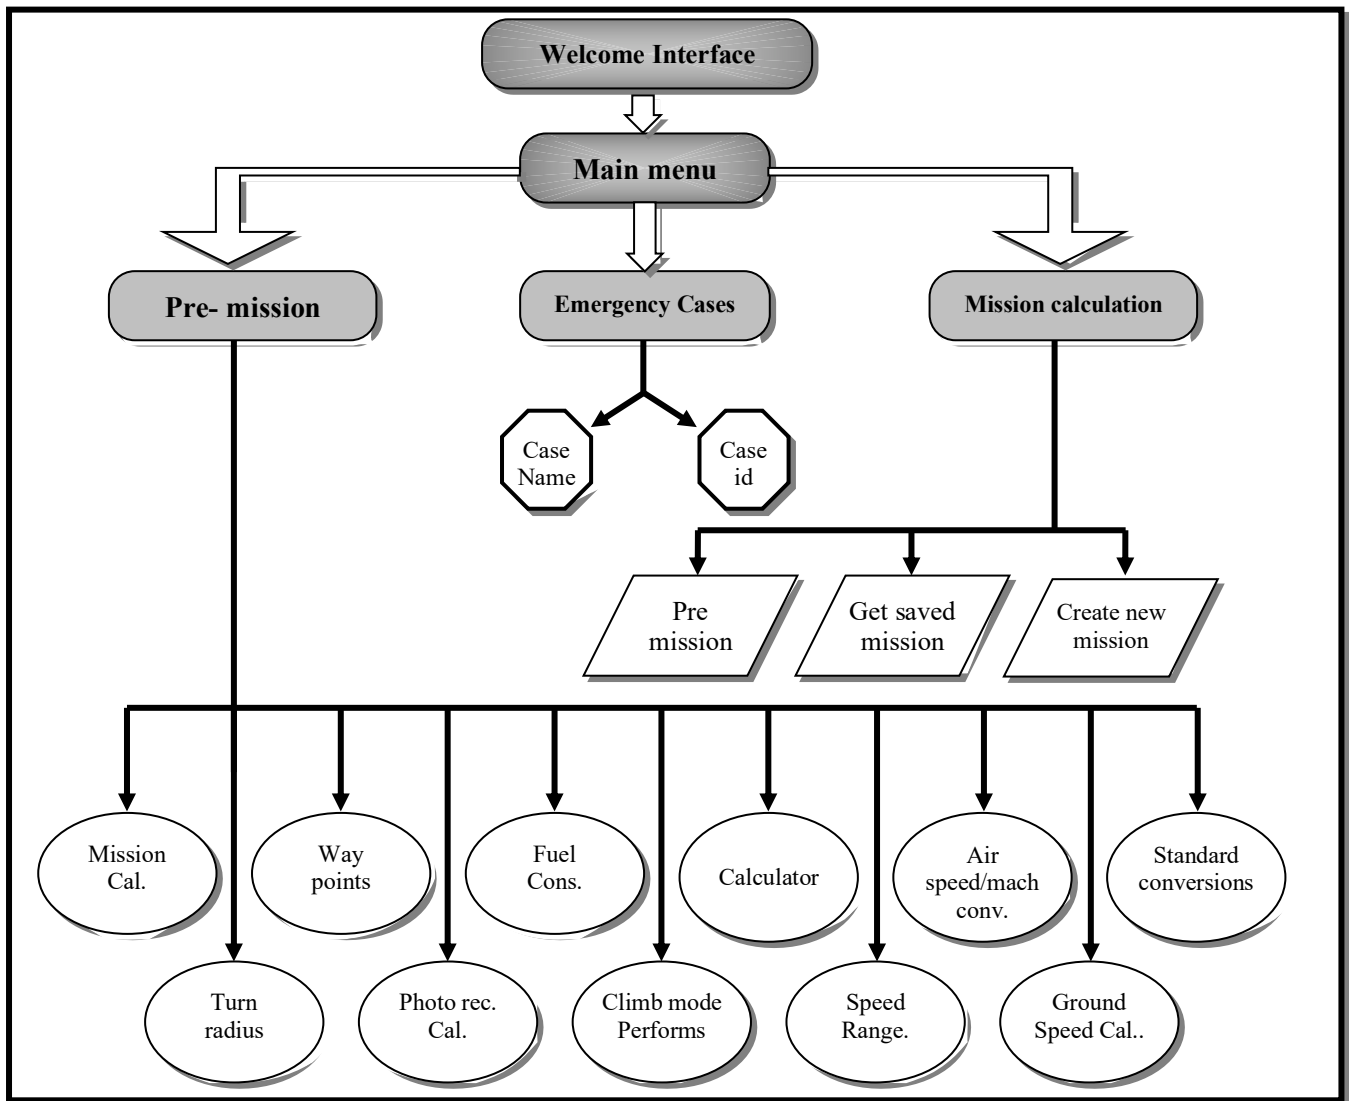 Welcome Interface
Main menu
Pre- mission
Emergency Cases
Mission calculation
Case
Name
Case
id
Pre
mission
Get saved
mission
Create new
mission
Mission
Cal.
Way
points
Fuel
Cons.
Calculator
Air
speed/mach
conv.
Standard
conversions
Turn
radius
Photo rec.
Cal.
Climb mode
Performs
Speed
Range.
Ground
Speed Cal..